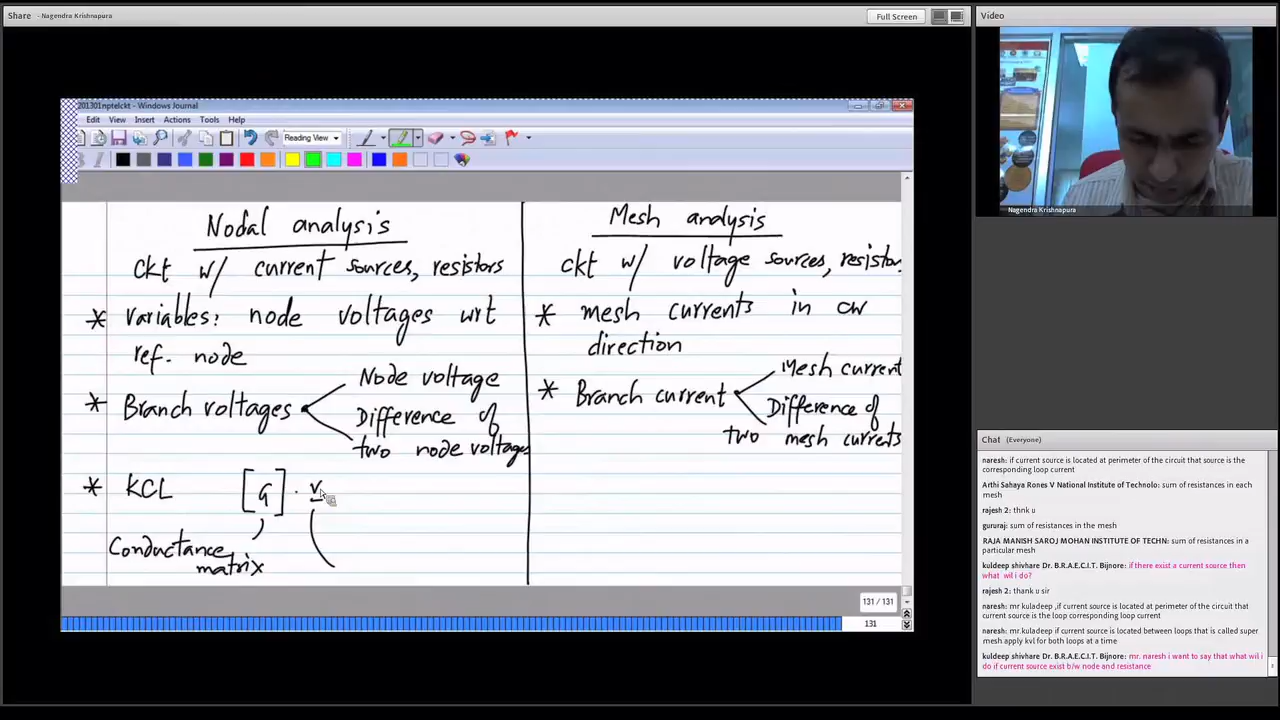 Share - Nagendra Krishnapura
Full Screen
Video
Nagendra Krishnapura
201301nptelckt - Windows Journal
Edit View Insert Actions Tools Help
Reading View
Nodal analysis
Ckt w/ current sources, resistors
* variables: node voltages wrt
ref. node
* Branch voltages
Node voltage
Difference of
two node voltages
* KCL [G] . v
Conductance
matrix
Mesh analysis
ckt w/ voltage sources, resistor
* mesh currents in cw
direction
* Branch current
Mesh current
Difference of
two mesh currents
131 / 131
131
Chat (Everyone)
naresh: if current source is located at perimeter of the circuit that source is the
corresponding loop current
Arthi Sahaya Rones V National Institute of Technolo: sum of resistances in each
mesh
rajesh 2: thnk u
gururaj: sum of resistances in the mesh
RAJA MANISH SAROJ MOHAN INSTITUTE OF TECHN: sum of resistances in a
particular mesh
kuldeep shivhare Dr. B.R.A.E.C.I.T. Bijnore: if there exist a current source then
what wil i do?
rajesh 2: thank u sir
naresh: mr kuladeep ,if current source is located at perimeter of the circuit that
current source is the loop corresponding loop current
naresh: mr.kuladeep if current source is located between loops that is called super
mesh apply kvl for both loops at a time
kuldeep shivhare Dr. B.R.A.E.C.I.T. Bijnore: mr. naresh i want to say that what wil i
do if current source exist b/w node and resistance